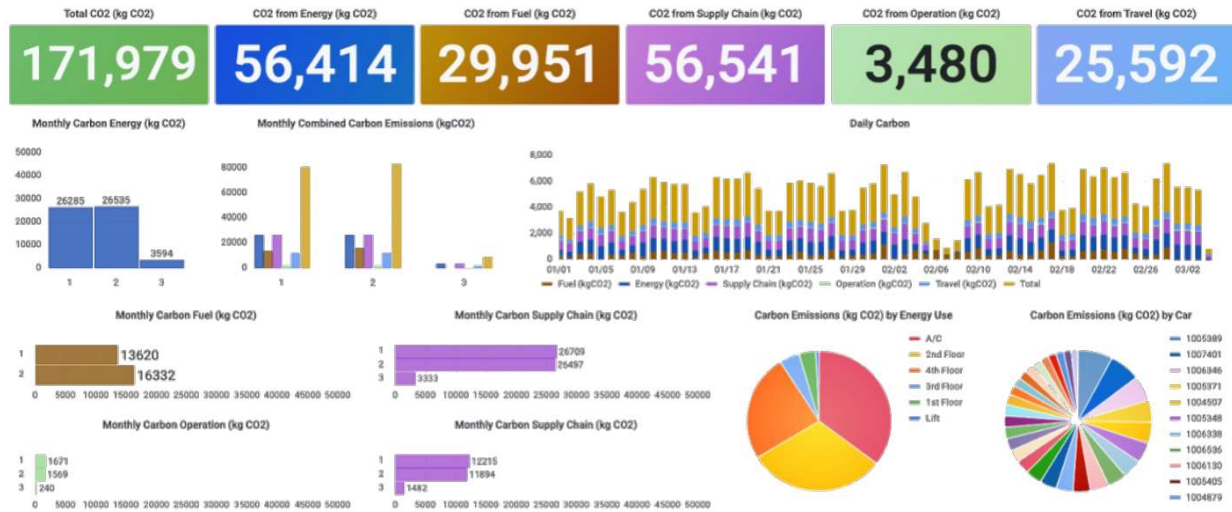 Total CO2 (kg CO2)
CO2 from Energy (kg CO2)
CO2 from Fuel (kg CO2)
CO2 from Supply Chain (kg CO2)
CO2 from Operation (kg CO2)
CO2 from Travel (kg CO2)
171,979
56,414
29,951
56,541
3,480
25,592
Monthly Carbon Energy (kg CO2)
50000
40000
30000
20000
10000
0
26285
26535
3594
1 2 3
Monthly Combined Carbon Emissions (kgCO2)
80000
60000
40000
20000
0
1 2 3
Daily Carbon
8,000
6,000
4,000
2,000
0
01/01 01/05 01/09 01/13 01/17 01/21 01/25 01/29 02/02 02/06 02/10 02/14 02/18 02/22 02/26 03/02
Fuel (kgCO2) Energy (kgCO2) Supply Chain (kgCO2) Operation (kgCO2) Travel (kgCO2) Total
Monthly Carbon Fuel (kg CO2)
1 13620
2 16332
0 5000 10000 15000 20000 25000 30000 35000 40000 45000 50000
Monthly Carbon Supply Chain (kg CO2)
1 26709
2 26497
3 3333
0 5000 10000 15000 20000 25000 30000 35000 40000 45000 50000
Monthly Carbon Operation (kg CO2)
1 1671
2 1569
3 240
0 5000 10000 15000 20000 25000 30000 35000 40000 45000 50000
Monthly Carbon Supply Chain (kg CO2)
1 12215
2 11894
3 1482
0 5000 10000 15000 20000 25000 30000 35000 40000 45000 50000
Carbon Emissions (kg CO2) by Energy Use
A/C
2nd Floor
4th Floor
3rd Floor
1st Floor
Lift
Carbon Emissions (kg CO2) by Car
1005389
1007401
1006346
1005371
1004507
1005348
1006338
1006536
1006130
1005405
1004879